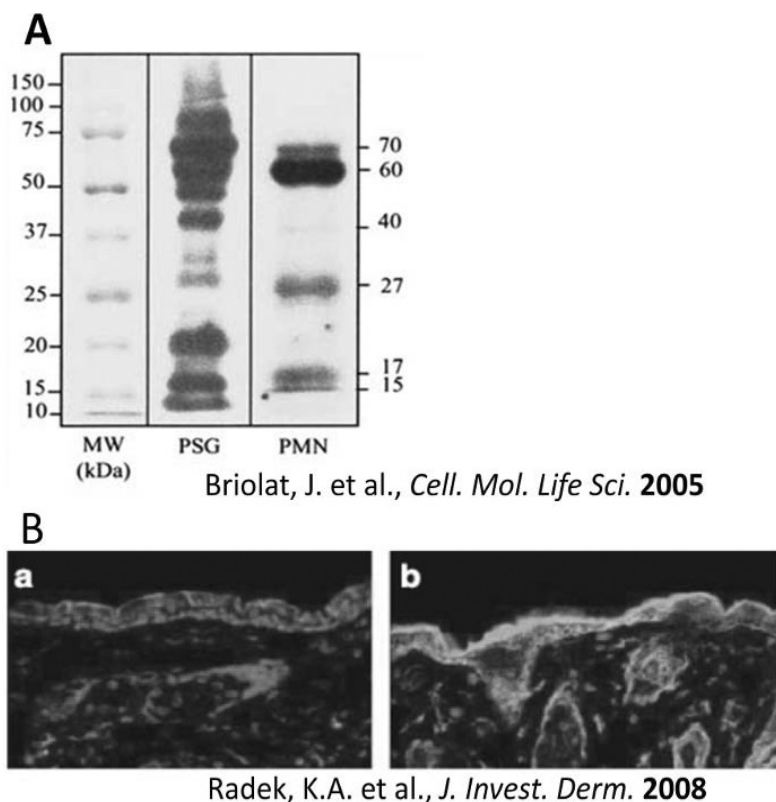 A
150
100
75
50
37
25
20
15
10
70
60
40
27
17
15
MW
(kDa)
PSG
PMN
Briolat, J. et al., Cell. Mol. Life Sci. 2005
B
a
b
Radek, K.A. et al., J. Invest. Derm. 2008